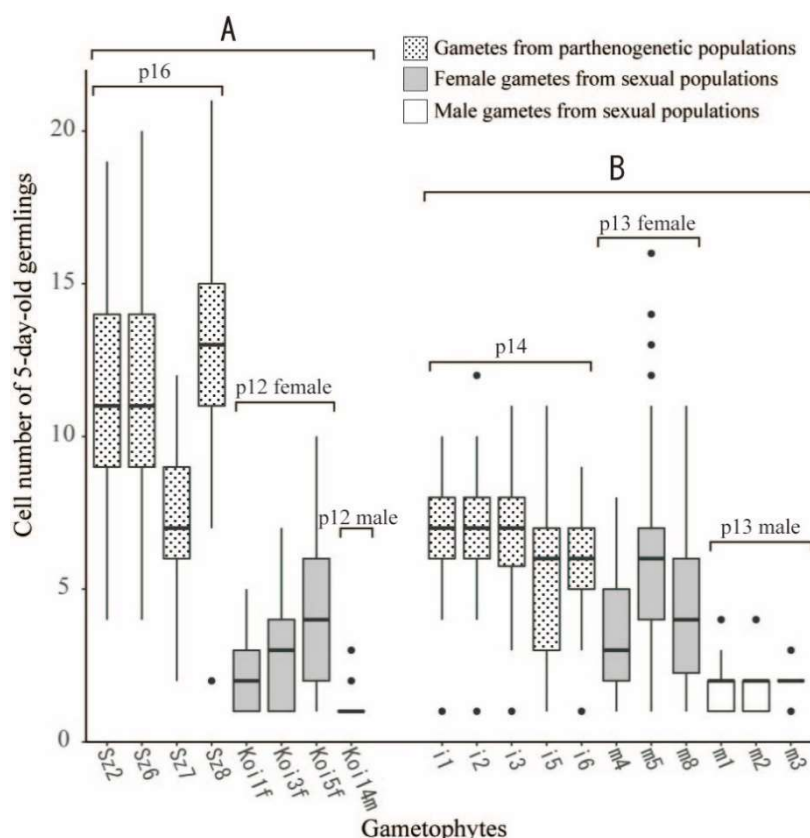 A
p16
Gametes from parthenogenetic populations
Female gametes from sexual populations
Male gametes from sexual populations
B
p13 female
p14
p12 female
p12 male
p13 male
Cell number of 5-day-old germlings
20
15
10
5
0
Sz2 Sz6 Sz7 Sz8 Koi1f Koi3f Koi5f Koi14m i1 i2 i3 i5 i6 m4 m5 m8 m1 m2 m3
Gametophytes